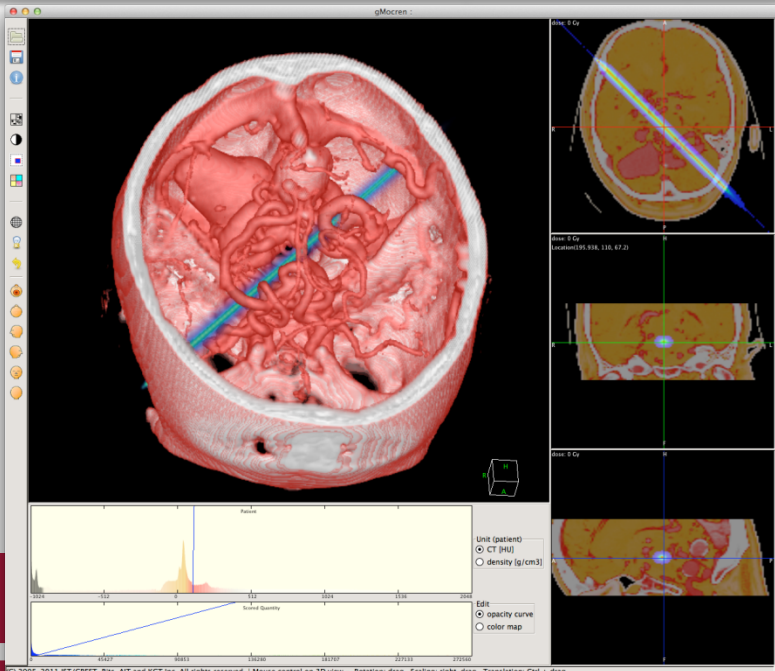 gMocren :
dose: 0 Gy
A
R
L
P
dose: 0 Gy
Location(195.938, 110, 67.2)
H
R
L
F
dose: 0 Gy
H
A
P
F
H
R
A
Patient
-1024
-512
0
512
1024
1536
2048
Unit (patient)
CT [HU]
density [g/cm3]
Scored Quantity
0
45427
90853
136280
181707
227133
272560
Edit
opacity curve
color map